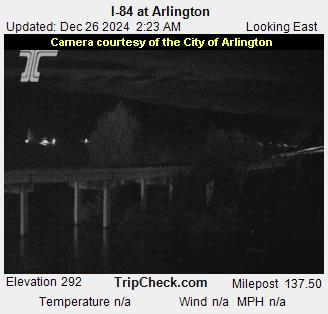 I-84 at Arlington
Updated: Dec 26 2024 2:23 AM Looking East
Camera courtesy of the City of Arlington
Elevation 292 TripCheck.com Milepost 137.50
Temperature n/a Wind n/a MPH n/a